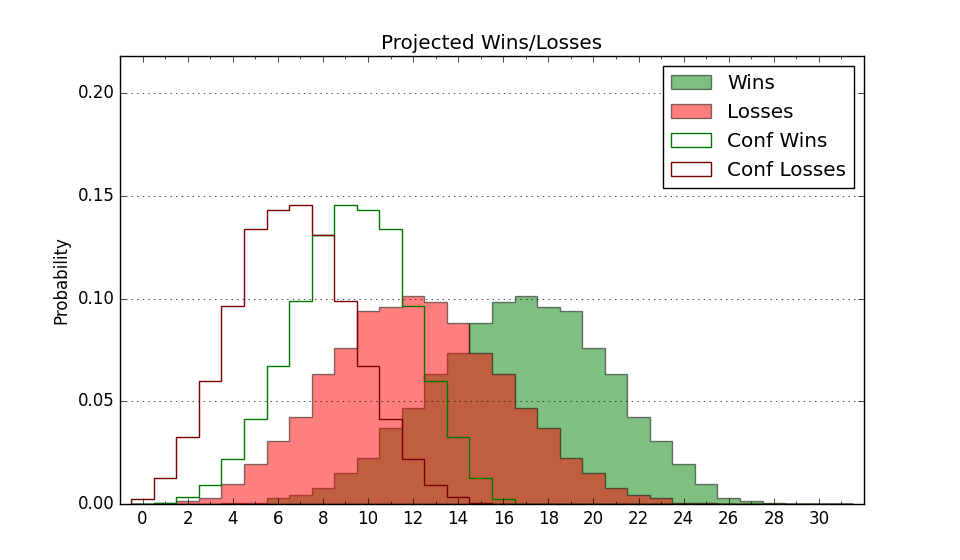 Projected Wins/Losses
Wins
Losses
Conf Wins
Conf Losses
Probability
0.20
0.15
0.10
0.05
0.00
0 2 4 6 8 10 12 14 16 18 20 22 24 26 28 30